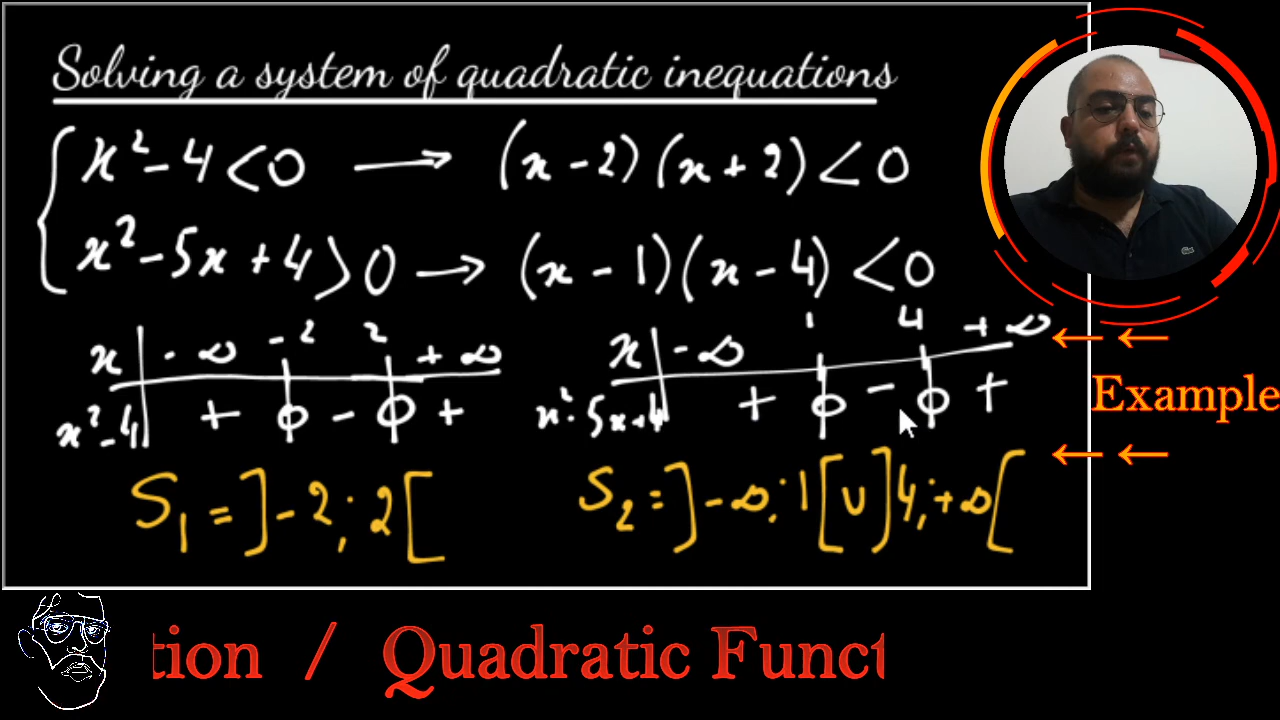 Solving a system of quadratic inequations
x²-4<0 → (x-2)(x+2)<0
x²-5x+4>0 → (x-1)(x-4)<0
x -∞ -2 2 +∞
x²-4 + 0 - 0 +
x -∞ 1 4 +∞
x²-5x+4 + 0 - 0 +
S₁=]-2;2[
S₂=]-∞;1[∪]4;+∞[
← ←
Example
← ←
tion / Quadratic Funct